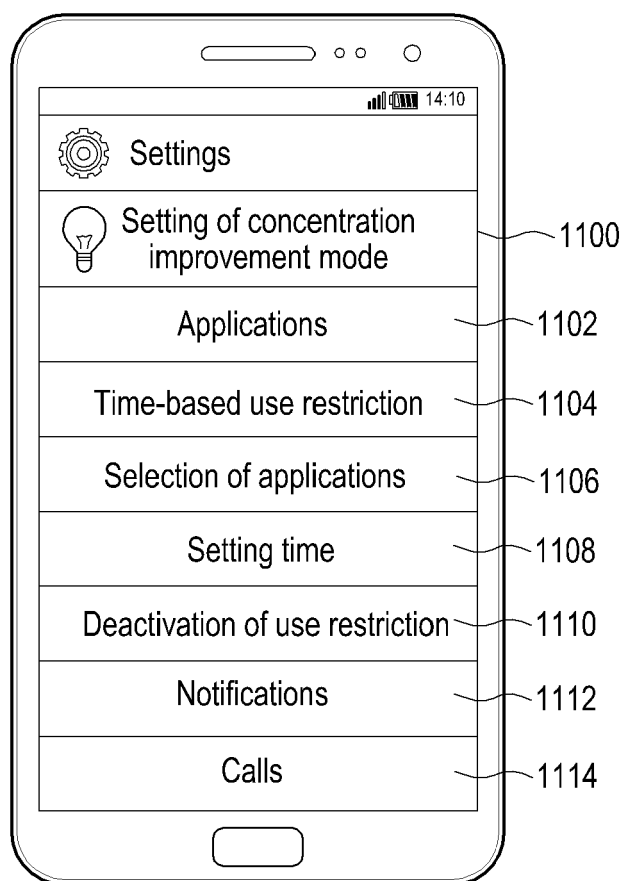 14:10
Settings
Setting of concentration
improvement mode
1100
Applications
1102
Time-based use restriction
1104
Selection of applications
1106
Setting time
1108
Deactivation of use restriction
1110
Notifications
1112
Calls
1114